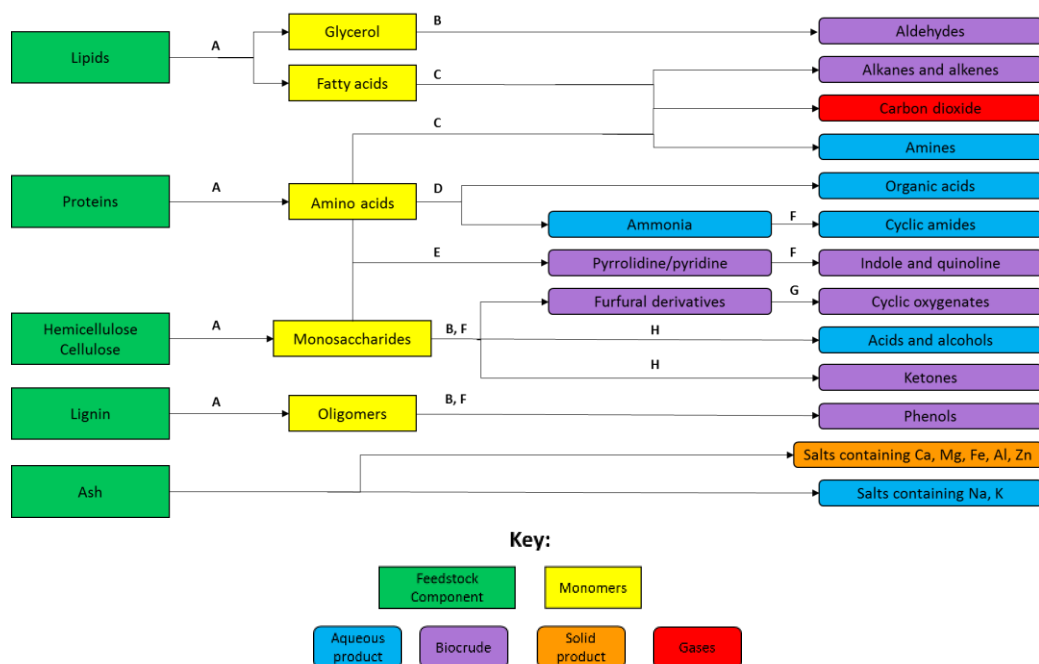 B
Glycerol
Aldehydes
A
Lipids
C
Fatty acids
Alkanes and alkenes
Carbon dioxide
C
Amines
A
Proteins
Amino acids
D
Organic acids
Ammonia
F
Cyclic amides
E
Pyrrolidine/pyridine
F
Indole and quinoline
Furfural derivatives
G
Cyclic oxygenates
Hemicellulose
Cellulose
A
Monosaccharides
B, F
H
Acids and alcohols
H
Ketones
Lignin
A
Oligomers
B, F
Phenols
Salts containing Ca, Mg, Fe, Al, Zn
Ash
Salts containing Na, K
Key:
Feedstock
Component
Monomers
Aqueous
product
Biocrude
Solid
product
Gases